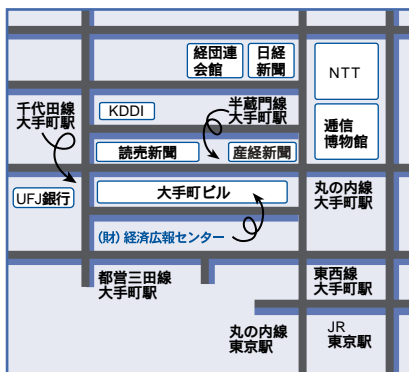 経団連
会館
日経
新聞
NTT
千代田線
大手町駅
KDDI
半蔵門線
大手町駅
逓信
博物館
読売新聞
産経新聞
UFJ銀行
大手町ビル
丸の内線
大手町駅
(財)経済広報センター
都営三田線
大手町駅
東西線
大手町駅
丸の内線
東京駅
JR
東京駅